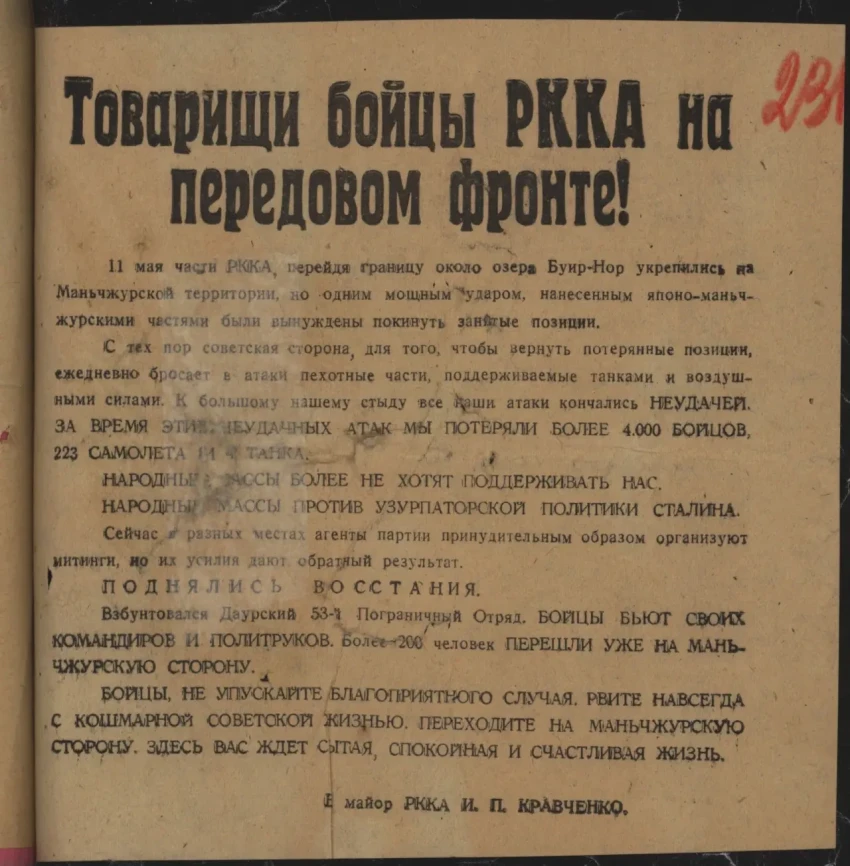 Товарищи бойцы РККА на
передовом фронте!
231
11 мая части РККА, перейдя границу около озера Буир-Нор укрепились на
Маньчжурской территории, но одним мощным ударом, нанесенным японо-мань-
чжурскими частями были вынуждены покинуть занятые позиции.
С тех пор советская сторона, для того, чтобы вернуть потерянные позиции,
ежедневно бросает в атаки пехотные части, поддерживаемые танками и воздуш-
ными силами. К большому нашему стыду все наши атаки кончались НЕУДАЧЕЙ.
ЗА ВРЕМЯ ЭТИХ НЕУДАЧНЫХ АТАК МЫ ПОТЕРЯЛИ БОЛЕЕ 4.000 БОЙЦОВ,
223 САМОЛЕТА И ТАНКА.
НАРОДНЫЕ МАССЫ БОЛЕЕ НЕ ХОТЯТ ПОДДЕРЖИВАТЬ НАС.
НАРОДНЫЕ МАССЫ ПРОТИВ УЗУРПАТОРСКОЙ ПОЛИТИКИ СТАЛИНА.
Сейчас в разных местах агенты партии принудительным образом организуют
митинги, но их усилия дают обратный результат.
ПОДНЯЛИСЬ ВОССТАНИЯ.
Взбунтовался Даурский 53-й Пограничный Отряд. БОЙЦЫ БЬЮТ СВОИХ
КОМАНДИРОВ И ПОЛИТРУКОВ. Более 200 человек ПЕРЕШЛИ УЖЕ НА МАНЬ-
ЧЖУРСКУЮ СТОРОНУ.
БОЙЦЫ, НЕ УПУСКАЙТЕ БЛАГОПРИЯТНОГО СЛУЧАЯ. РВИТЕ НАВСЕГДА
С КОШМАРНОЙ СОВЕТСКОЙ ЖИЗНЬЮ. ПЕРЕХОДИТЕ НА МАНЬЧЖУРСКУЮ
СТОРОНУ. ЗДЕСЬ ВАС ЖДЕТ СЫТАЯ, СПОКОЙНАЯ И СЧАСТЛИВАЯ ЖИЗНЬ.
майор РККА И. П. КРАВЧЕНКО.